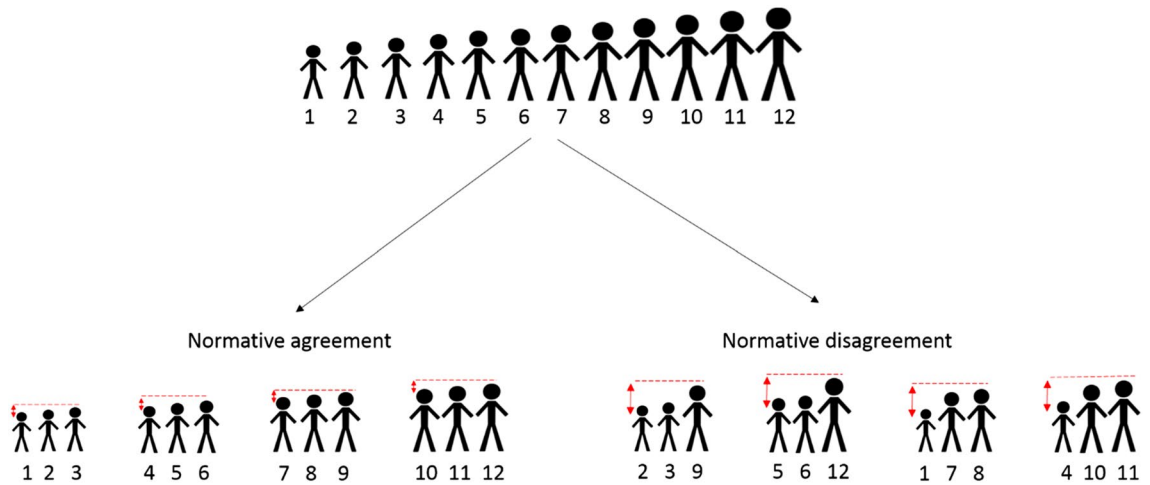 1 2 3 4 5 6 7 8 9 10 11 12
Normative agreement
Normative disagreement
1 2 3
4 5 6
7 8 9
10 11 12
2 3 9
5 6 12
1 7 8
4 10 11